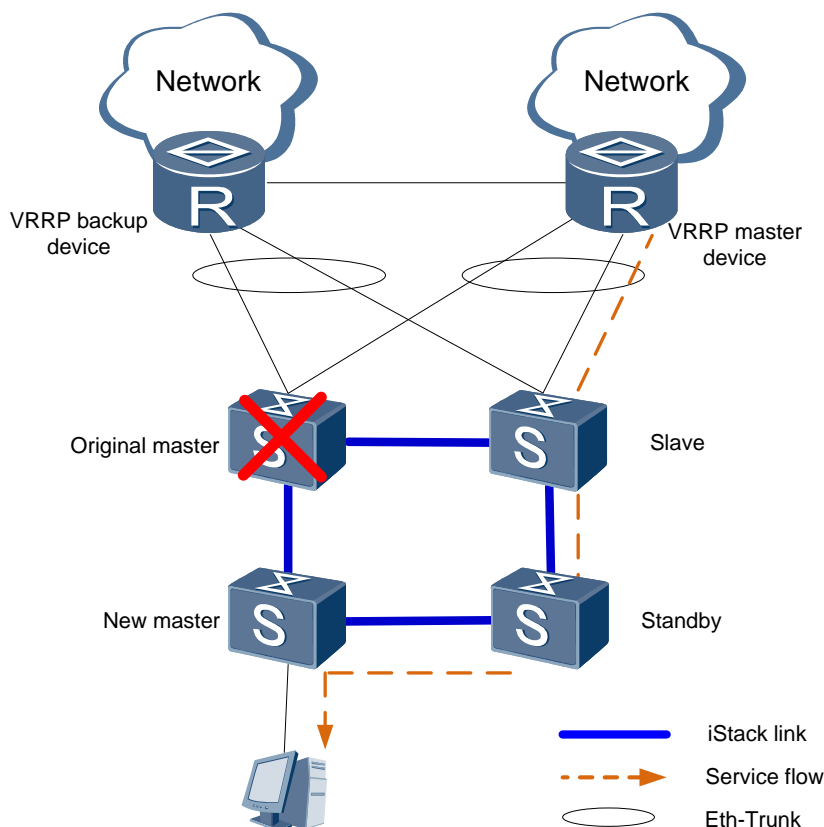 Network
Network
R
R
VRRP backup
device
VRRP master
device
Original master
S
S
Slave
New master
S
S
Standby
iStack link
Service flow
Eth-Trunk